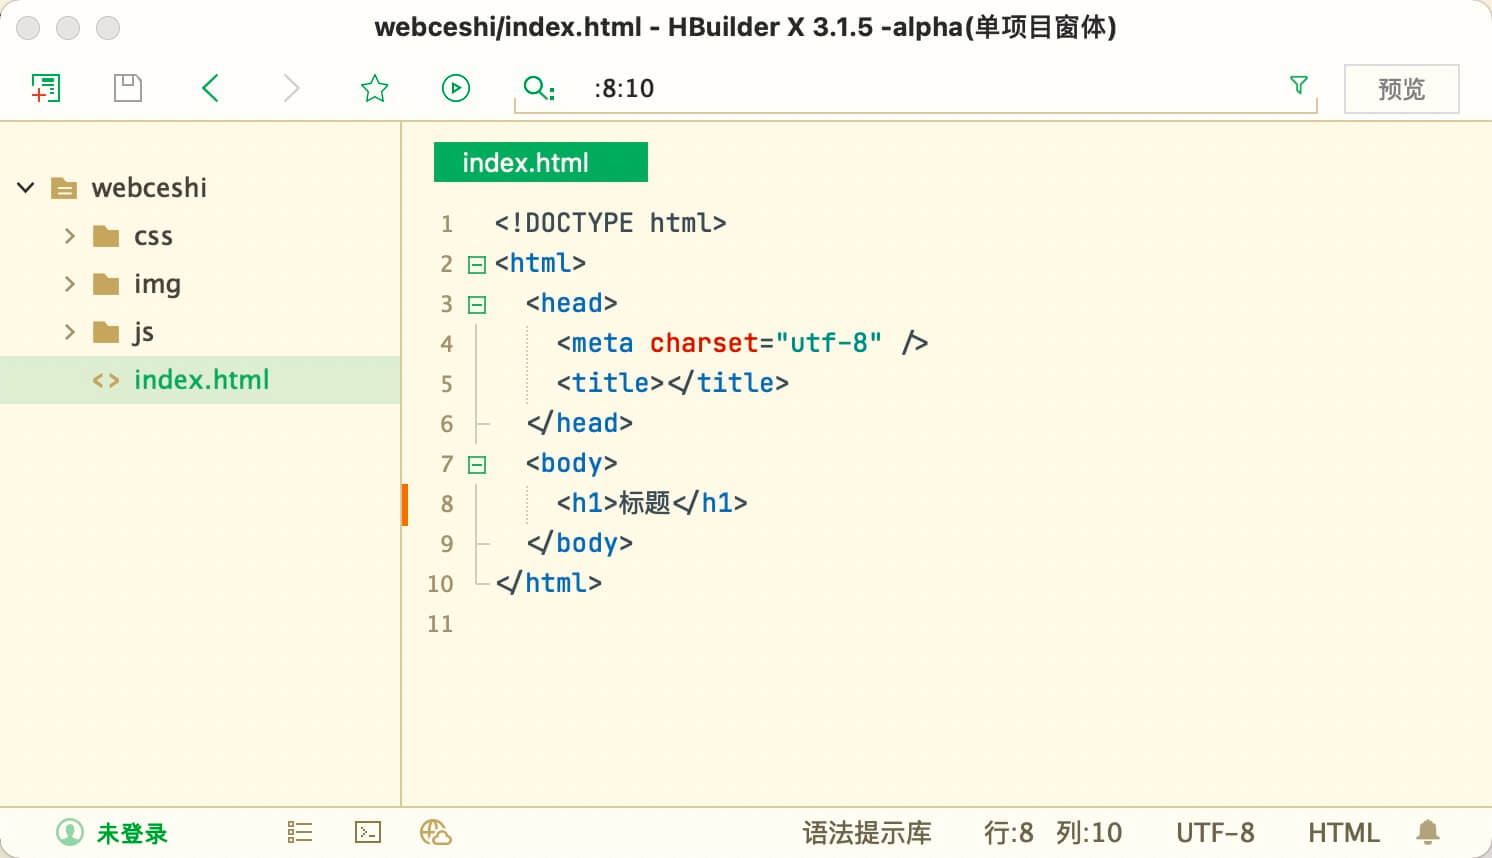 webceshi/index.html - HBuilder X 3.1.5 -alpha(单项目窗体)
:8:10
预览
webceshi
css
img
js
<> index.html
index.html
1 <!DOCTYPE html>
2 <html>
3 <head>
4 <meta charset="utf-8" />
5 <title></title>
6 </head>
7 <body>
8 <h1>标题</h1>
9 </body>
10 </html>
11
未登录
语法提示库 行:8 列:10 UTF-8 HTML